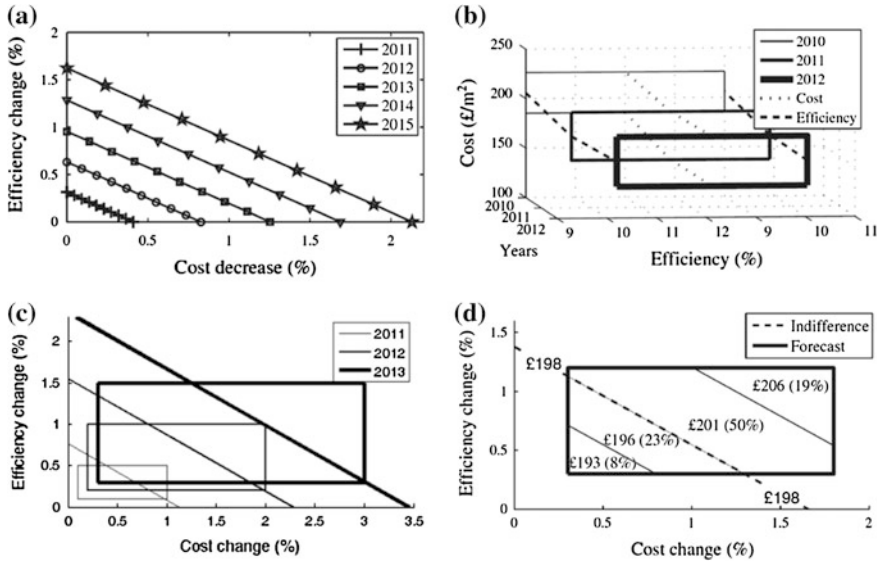 (a)
2
1.5
1
0.5
0
Efficiency change (%)
0 0.5 1 1.5 2
Cost decrease (%)
2011
2012
2013
2014
2015
(b)
250
200
150
100
Cost (£/m²)
2010
2011
2012
Years
9 10 11 12 9 10 11
Efficiency (%)
2010
2011
2012
Cost
Efficiency
(c)
2
1.5
1
0.5
0
Efficiency change (%)
0 0.5 1 1.5 2 2.5 3 3.5
Cost change (%)
2011
2012
2013
(d)
1.5
1
0.5
0
Efficiency change (%)
0 0.5 1 1.5 2
Cost change (%)
Indifference
Forecast
£198
£206 (19%)
£201 (50%)
£196 (23%)
£193 (8%)
£198